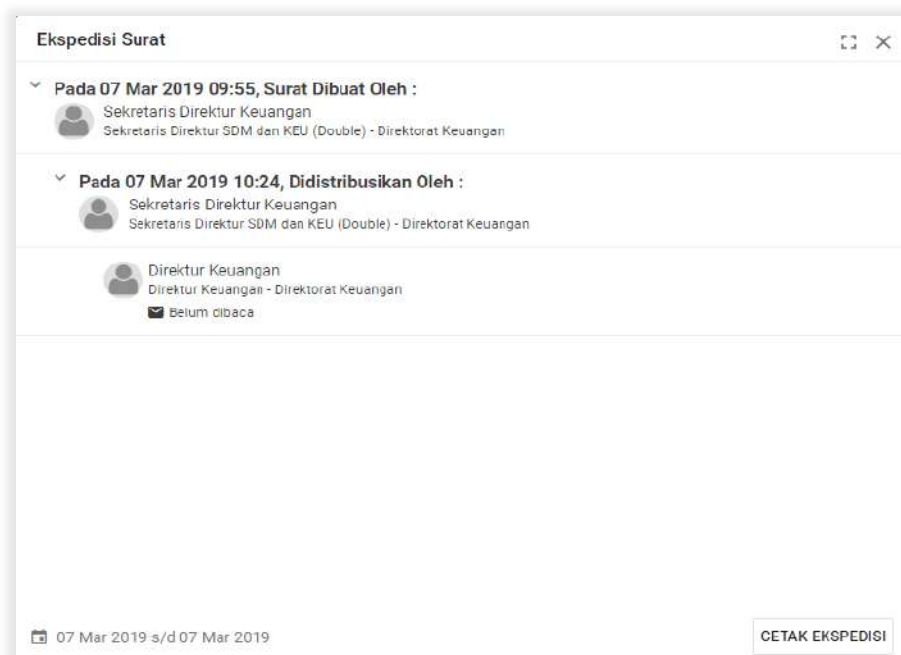 Ekspedisi Surat
Pada 07 Mar 2019 09:55, Surat Dibuat Oleh :
Sekretaris Direktur Keuangan
Sekretaris Direktur SDM dan KEU (Double) - Direktorat Keuangan
Pada 07 Mar 2019 10:24, Didistribusikan Oleh :
Sekretaris Direktur Keuangan
Sekretaris Direktur SDM dan KEU (Double) - Direktorat Keuangan
Direktur Keuangan
Direktur Keuangan - Direktorat Keuangan
Belum dibaca
07 Mar 2019 s/d 07 Mar 2019
CETAK EKSPEDISI